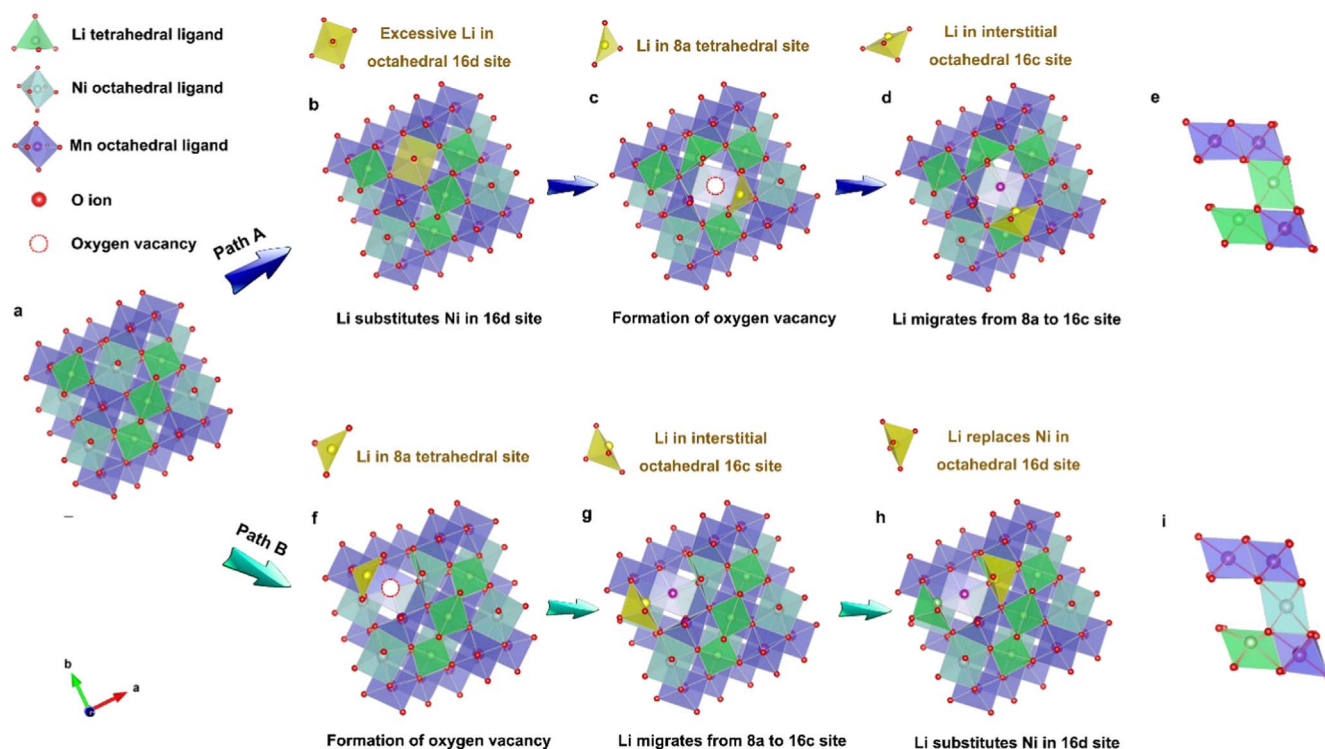 Li tetrahedral ligand
Ni octahedral ligand
Mn octahedral ligand
O ion
Oxygen vacancy
a
Path A
Excessive Li in
octahedral 16d site
b
Li substitutes Ni in 16d site
Li in 8a tetrahedral site
c
Formation of oxygen vacancy
Li in interstitial
octahedral 16c site
d
Li migrates from 8a to 16c site
e
Path B
Li in 8a tetrahedral site
f
Formation of oxygen vacancy
Li in interstitial
octahedral 16c site
g
Li migrates from 8a to 16c site
Li replaces Ni in
octahedral 16d site
h
Li substitutes Ni in 16d site
i
b
a